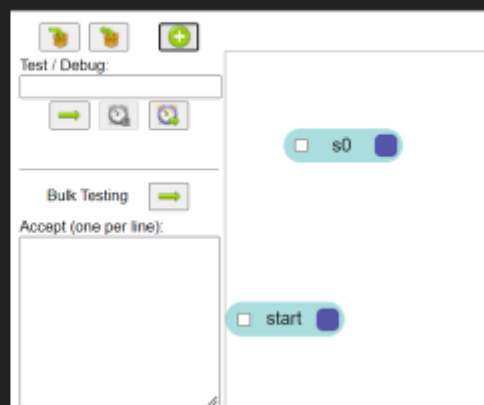 Test / Debug:
s0
Bulk Testing
Accept (one per line):
start